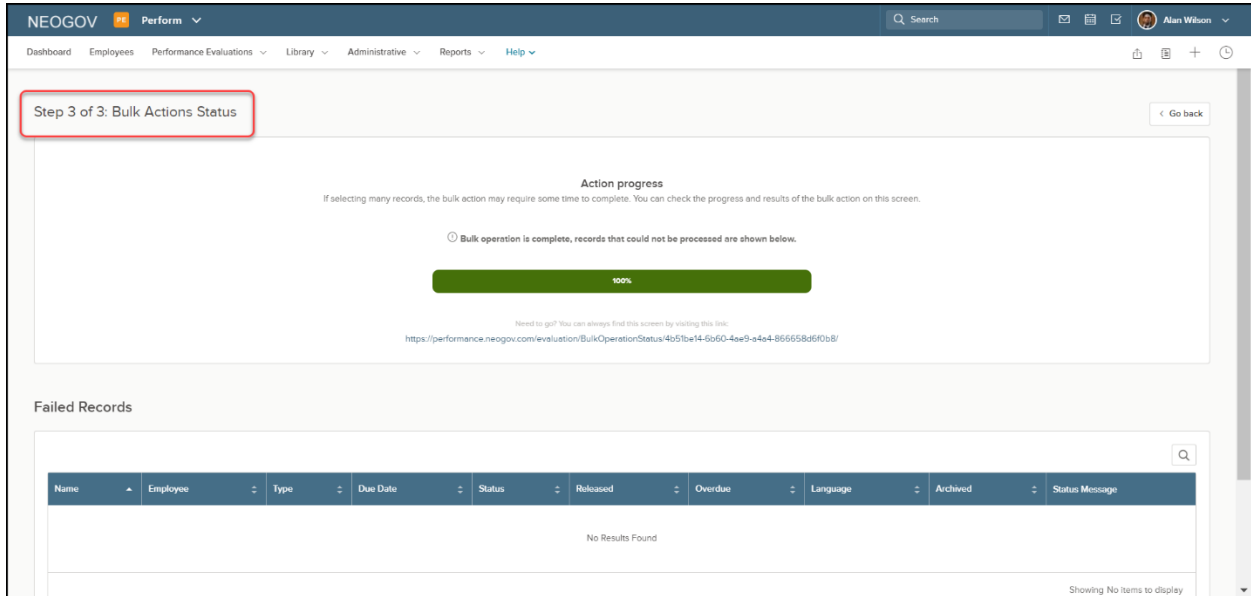 NEOGOV PE Perform
Search
Alan Wilson
Dashboard Employees Performance Evaluations Library Administrative Reports Help
Step 3 of 3: Bulk Actions Status
Go back
Action progress
If selecting many records, the bulk action may require some time to complete. You can check the progress and results of the bulk action on this screen.
Bulk operation is complete, records that could not be processed are shown below.
100%
Need to go? You can always find this screen by visiting this link:
https://performance.neogov.com/evaluation/BulkOperationStatus/4b51be14-6b60-4ae9-a4a4-866658d6f0b8/
Failed Records
Name Employee Type Due Date Status Released Overdue Language Archived Status Message
No Results Found
Showing No items to display